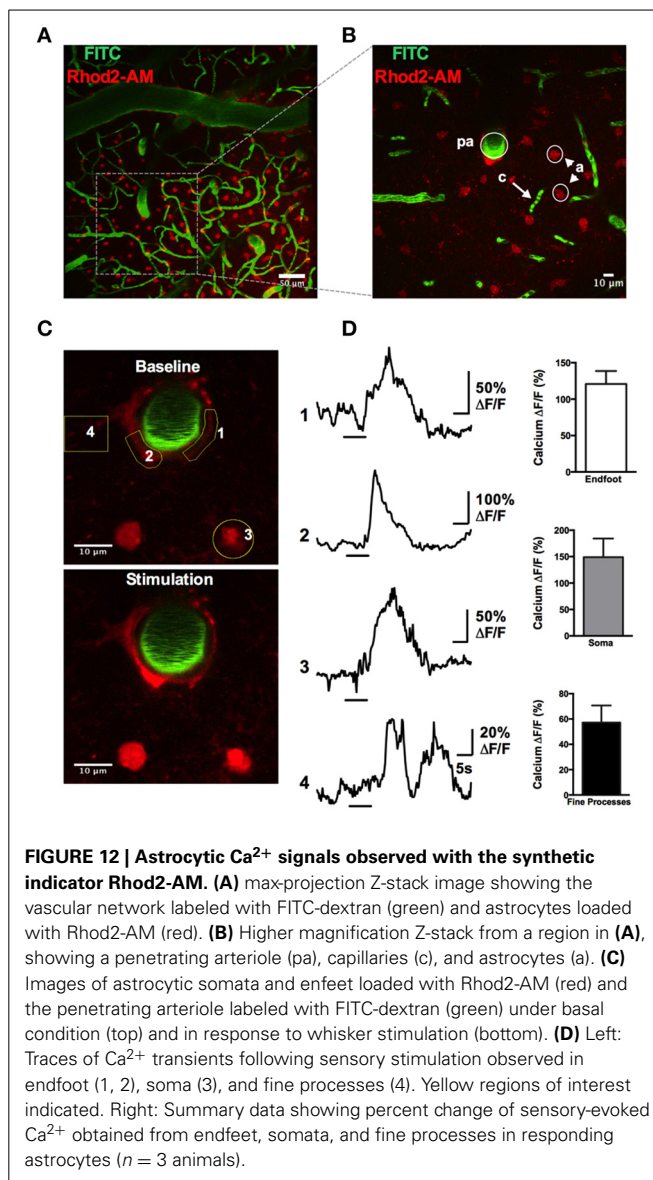 A
B
FITC
Rhod2-AM
50 µm
FITC
Rhod2-AM
pa
a
c
10 µm
C
D
Baseline
4
1
2
3
10 µm
Stimulation
10 µm
1
50%
ΔF/F
2
100%
ΔF/F
3
50%
ΔF/F
4
20%
ΔF/F
5s
Calcium ΔF/F (%)
150
100
50
0
Endfoot
Calcium ΔF/F (%)
200
150
100
50
0
Soma
Calcium ΔF/F (%)
80
60
40
20
0
Fine Processes
FIGURE 12 | Astrocytic Ca2+ signals observed with the synthetic
indicator Rhod2-AM. (A) max-projection Z-stack image showing the
vascular network labeled with FITC-dextran (green) and astrocytes loaded
with Rhod2-AM (red). (B) Higher magnification Z-stack from a region in (A),
showing a penetrating arteriole (pa), capillaries (c), and astrocytes (a). (C)
Images of astrocytic somata and enfeet loaded with Rhod2-AM (red) and
the penetrating arteriole labeled with FITC-dextran (green) under basal
condition (top) and in response to whisker stimulation (bottom). (D) Left:
Traces of Ca2+ transients following sensory stimulation observed in
endfoot (1, 2), soma (3), and fine processes (4). Yellow regions of interest
indicated. Right: Summary data showing percent change of sensory-evoked
Ca2+ obtained from endfeet, somata, and fine processes in responding
astrocytes (n = 3 animals).